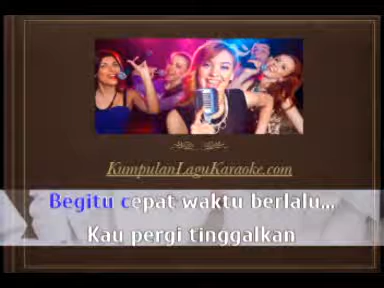 KumpulanLaguKaraoke.com
Begitu cepat waktu berlalu...
Kau pergi tinggalkan